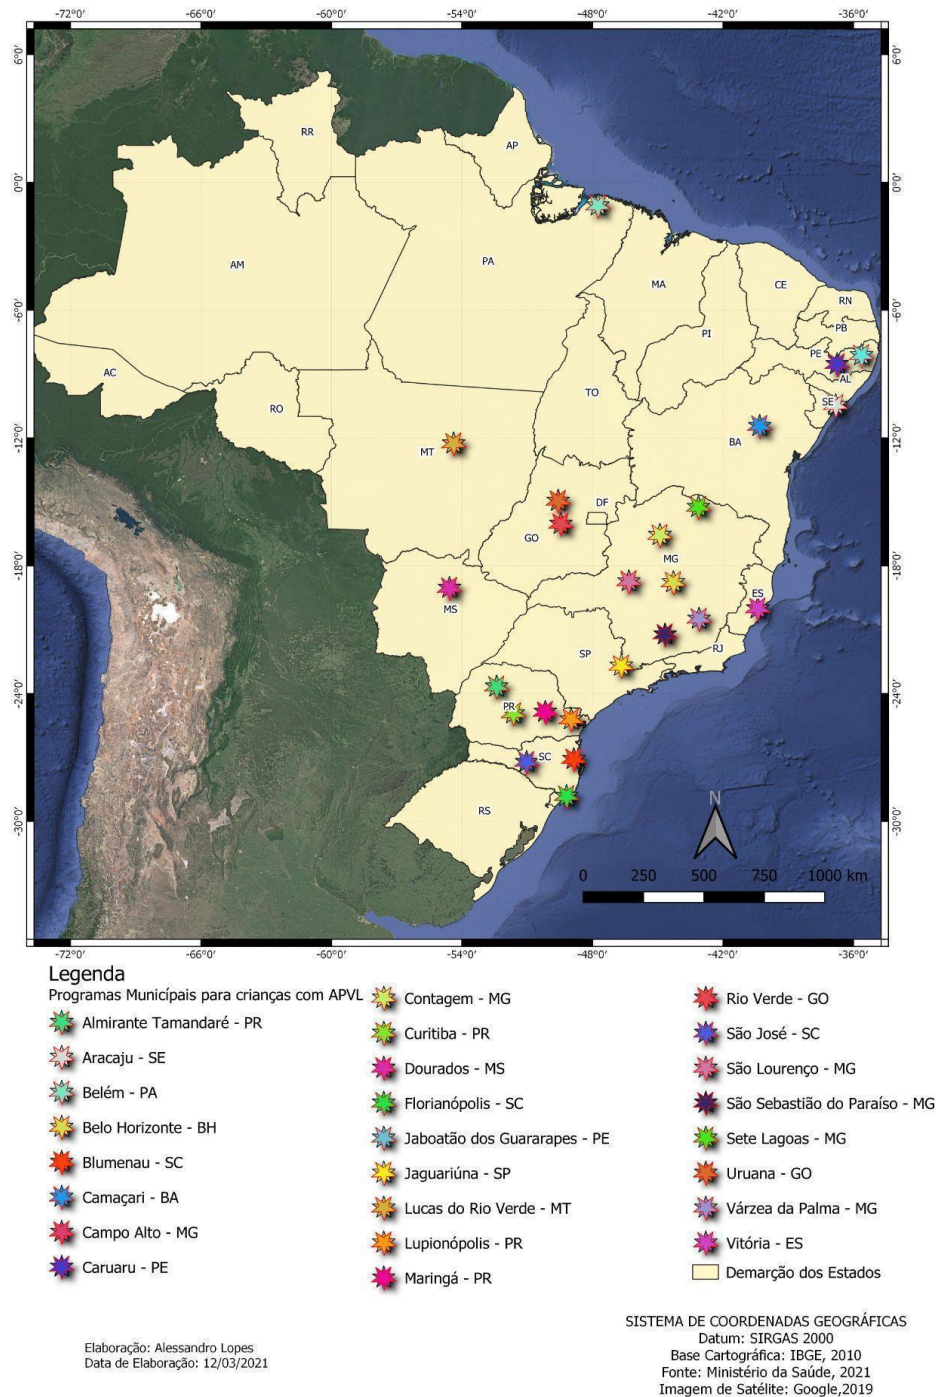 -72°0' -66°0' -60°0' -54°0' -48°0' -42°0' -36°0'
6°0' 6°0'
RR
AP
0°0' 0°0'
AM PA MA CE
RN
-6°0' -6°0'
PB
PI
PE
AC
AL
TO
SE
RO
-12°0' -12°0'
MT BA
DF
GO
MG
-18°0' -18°0'
ES
MS
RJ
SP
-24°0' -24°0'
PR
SC
N
RS
-30°0' -30°0'
0 250 500 750 1000 km
-72°0' -66°0' -60°0' -54°0' -48°0' -42°0' -36°0'
Legenda
Programas Municípais para crianças com APVL
Almirante Tamandaré - PR
Aracaju - SE
Belém - PA
Belo Horizonte - BH
Blumenau - SC
Camaçari - BA
Campo Alto - MG
Caruaru - PE
Contagem - MG
Curitiba - PR
Dourados - MS
Florianópolis - SC
Jaboatão dos Guararapes - PE
Jaguariúna - SP
Lucas do Rio Verde - MT
Lupionópolis - PR
Maringá - PR
Rio Verde - GO
São José - SC
São Lourenço - MG
São Sebastião do Paraíso - MG
Sete Lagoas - MG
Uruana - GO
Várzea da Palma - MG
Vitória - ES
Demarção dos Estados
Elaboração: Alessandro Lopes
Data de Elaboração: 12/03/2021
SISTEMA DE COORDENADAS GEOGRÁFICAS
Datum: SIRGAS 2000
Base Cartográfica: IBGE, 2010
Fonte: Ministério da Saúde, 2021
Imagem de Satélite: Google,2019